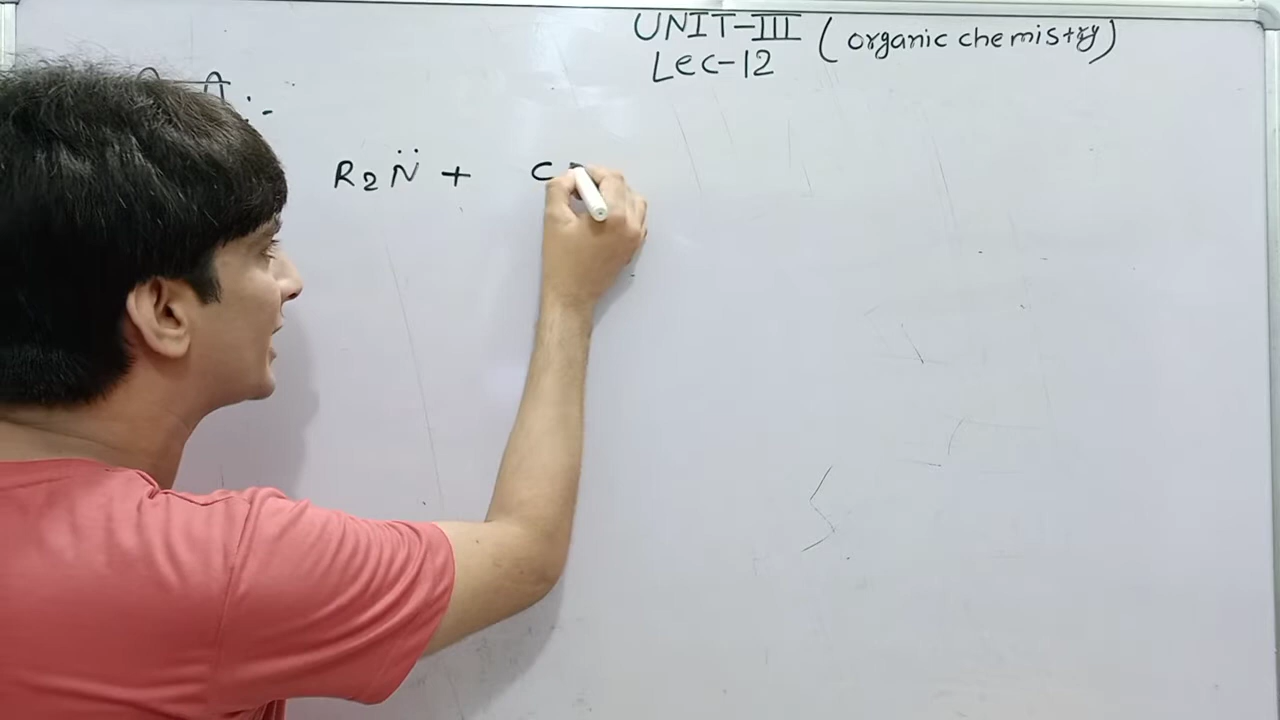 UNIT-III (organic chemistry)
Lec-12
:-
R₂N̈ + C